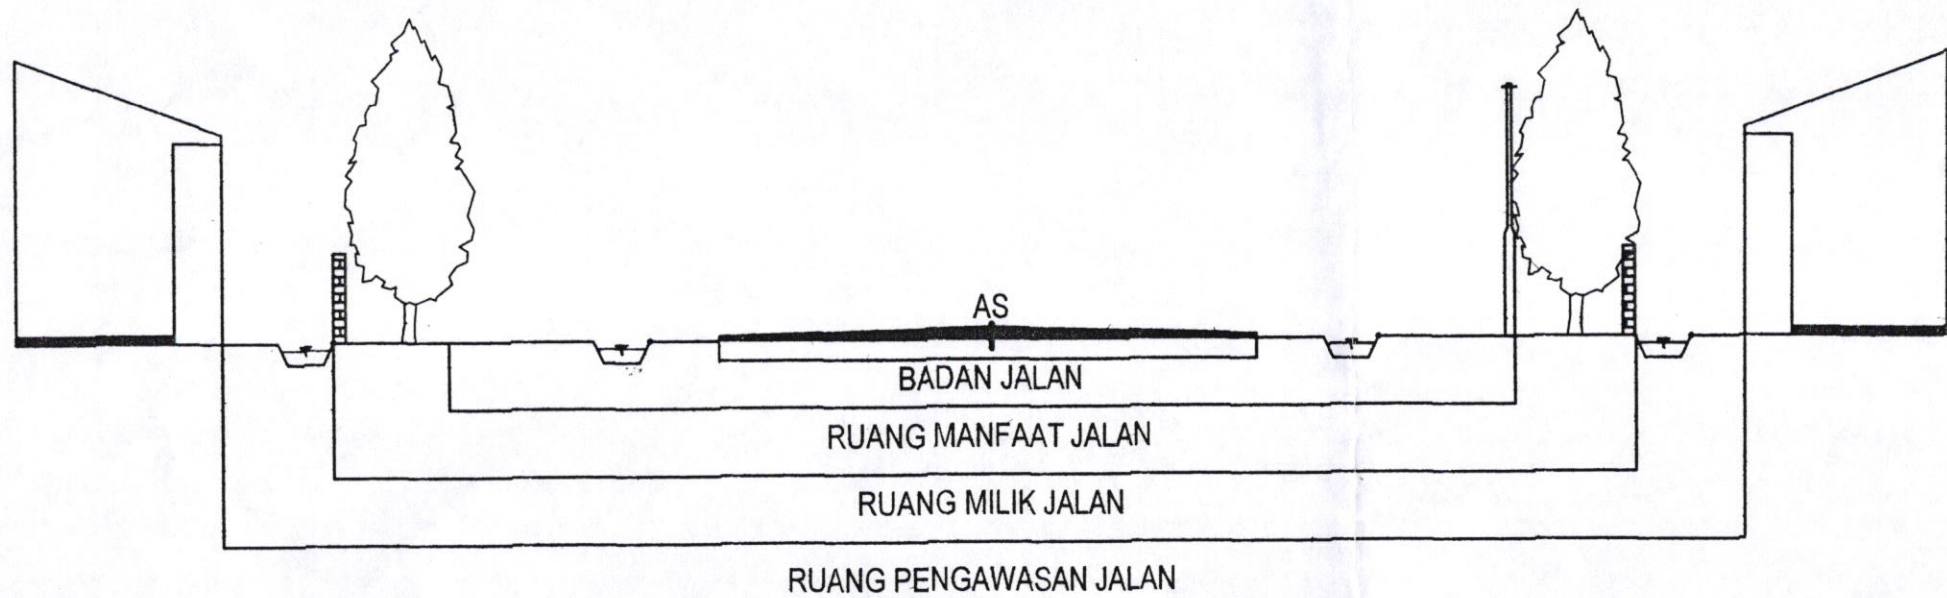 AS
BADAN JALAN
RUANG MANFAAT JALAN
RUANG MILIK JALAN
RUANG PENGAWASAN JALAN